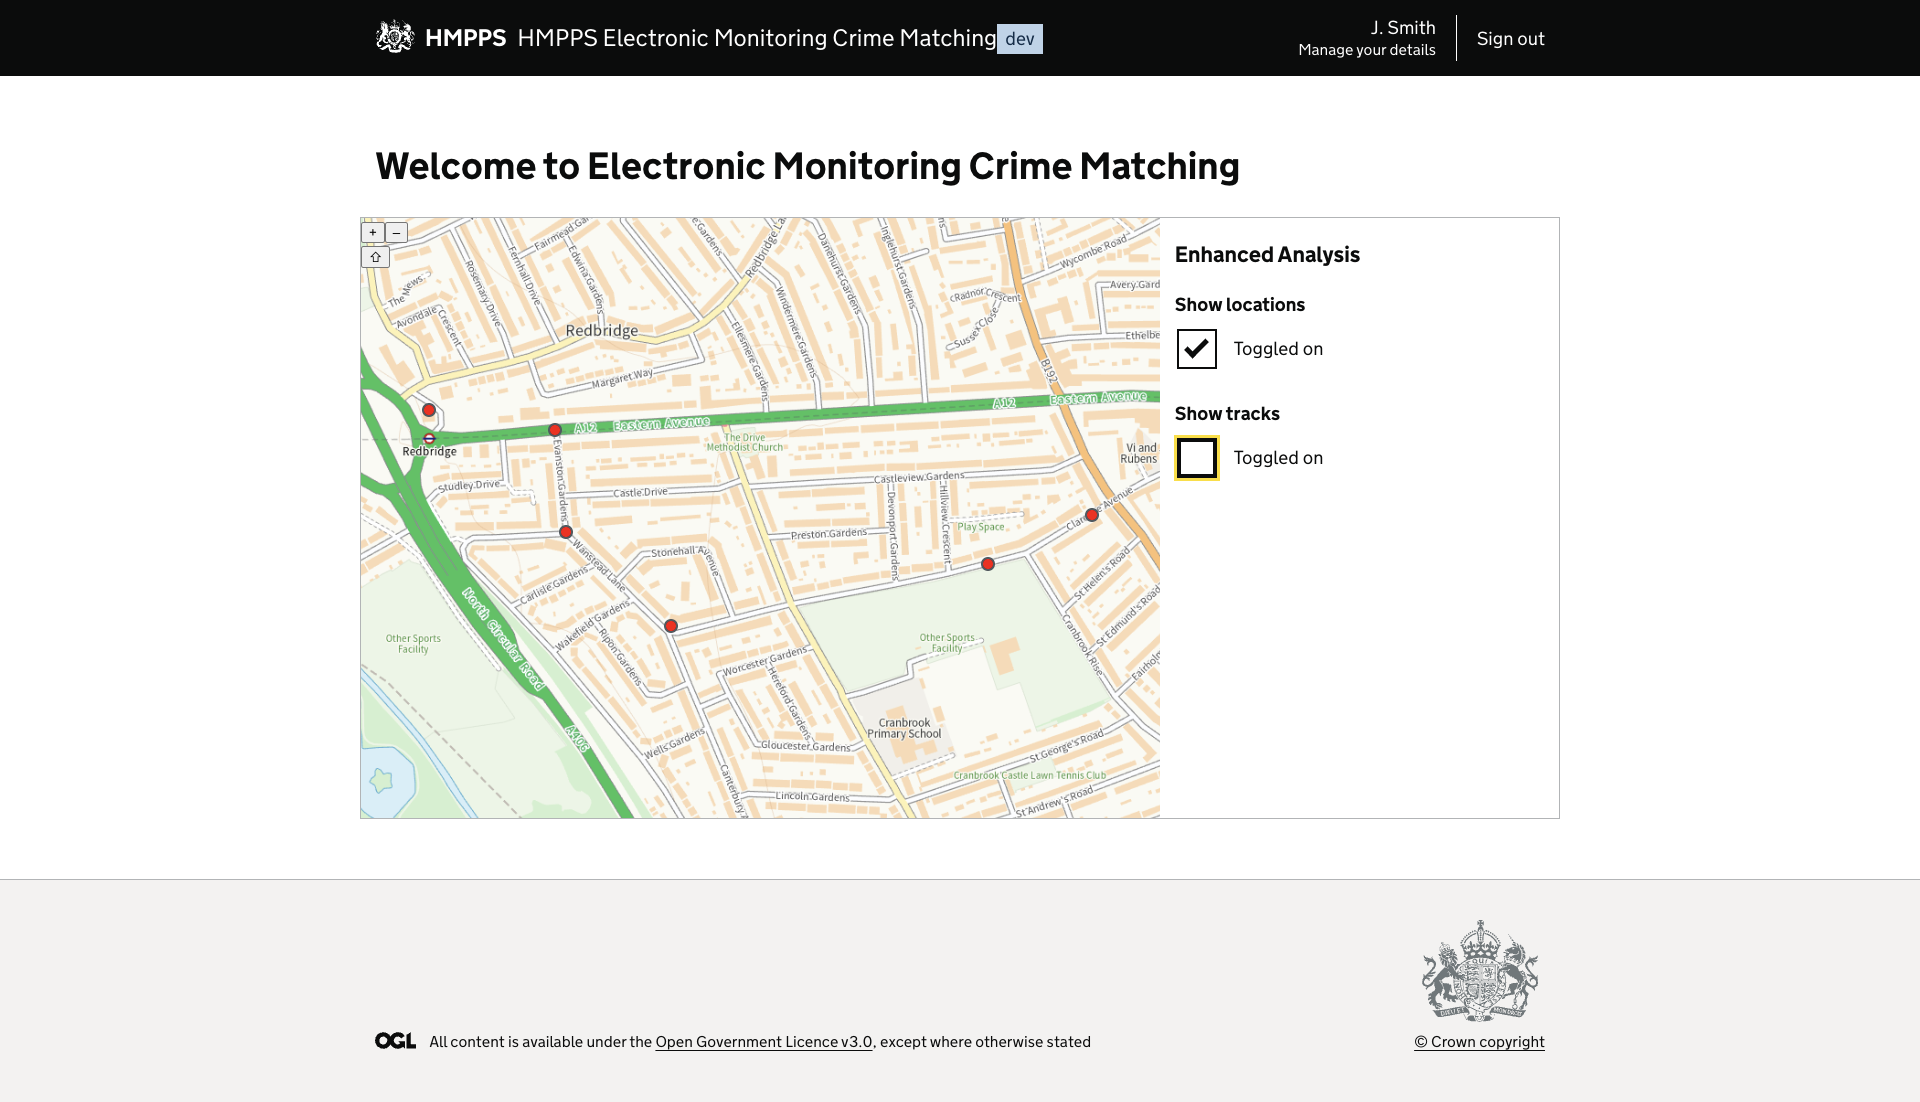 HMPPS HMPPS Electronic Monitoring Crime Matching dev
J. Smith
Manage your details
Sign out
Welcome to Electronic Monitoring Crime Matching
+ –
⇧
Fairmead Ga
Gardens
Redbridge La
Danehurst Gardens
Inglehurst Gardens
Wycombe Road
Fernhall Drive
Edwina Gardens
Rosemary Drive
The Mews
Avondale
Crescent
Redbridge
Windermere Gardens
Ellesmere Gardens
Radnor Crescent
Sussex Close
Avery Gard
Ethelbe
B192
Margaret Way
A12 Eastern Avenue
A12 Eastern Avenue
Redbridge
The Drive
Methodist Church
Vi and
Rubens
Evanston Gardens
Studley Drive
Castle Drive
Castleview Gardens
Devonport Gardens
Hillview Crescent
Play Space
Preston Gardens
Wanstead Lane
Stonehall Avenue
Carlisle Gardens
Wakefield Gardens
Ripon Gardens
St Helen's Road
St Edmund's Road
Cranbrook Rise
Fairholm
North Circular Road
Other Sports
Facility
Other Sports
Facility
Worcester Gardens
Hereford Gardens
Cranbrook
Primary School
Wells Gardens
Gloucester Gardens
St George's Road
A406
Cranbrook Castle Lawn Tennis Club
Canterbury A
Lincoln Gardens
St Andrew's Road
Enhanced Analysis
Show locations
Toggled on
Show tracks
Toggled on
OGL All content is available under the Open Government Licence v3.0, except where otherwise stated
© Crown copyright